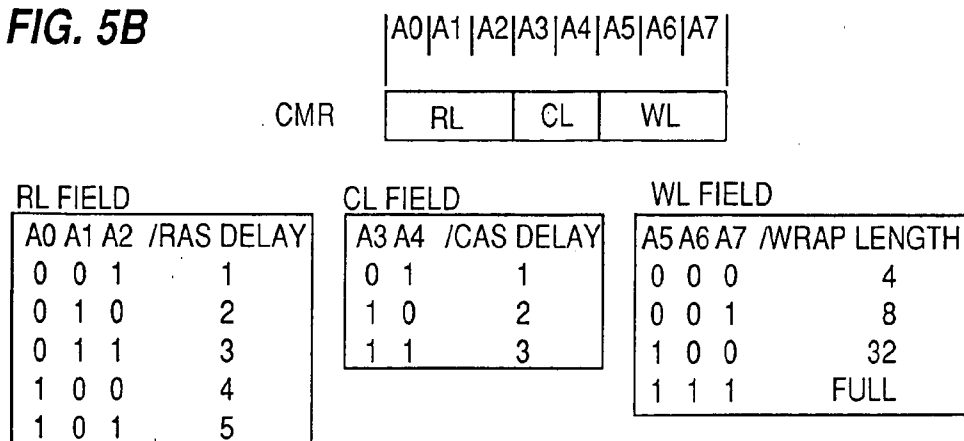 FIG. 5B
A0|A1|A2|A3|A4|A5|A6|A7
CMR RL CL WL
RL FIELD
A0 A1 A2 /RAS DELAY
0 0 1 1
0 1 0 2
0 1 1 3
1 0 0 4
1 0 1 5
CL FIELD
A3 A4 /CAS DELAY
0 1 1
1 0 2
1 1 3
WL FIELD
A5 A6 A7 /WRAP LENGTH
0 0 0 4
0 0 1 8
1 0 0 32
1 1 1 FULL